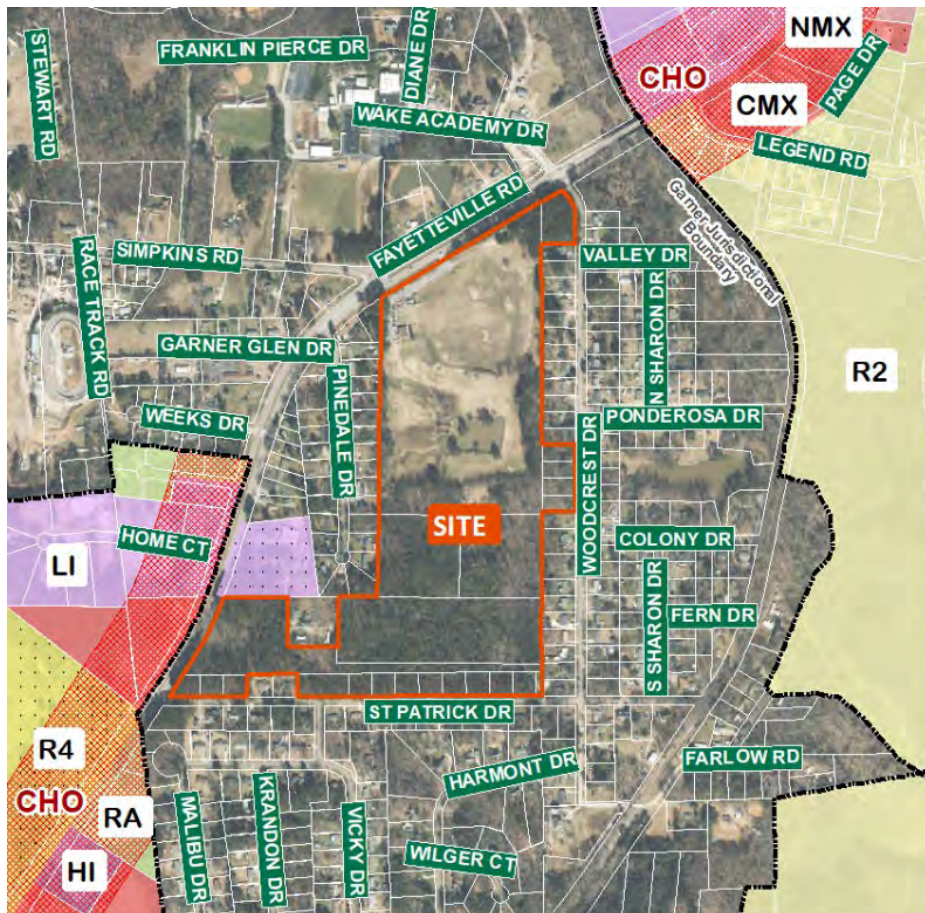 NMX
STEWART RD
FRANKLIN PIERCE DR
DIANE DR
CHO
PAGE DR
CMX
WAKE ACADEMY DR
LEGEND RD
FAYETTEVILLE RD
Garner Jurisdictional
Boundary
SIMPKINS RD
VALLEY DR
RACE TRACK RD
N SHARON DR
GARNER GLEN DR
PINEDALE DR
R2
WEEKS DR
PONDEROSA DR
WOODCREST DR
SITE
HOME CT
COLONY DR
LI
S SHARON DR
FERN DR
ST PATRICK DR
R4
HARMONT DR
FARLOW RD
CHO
RA
MALIBU DR
KRANDON DR
VICKY DR
WILGER CT
HI